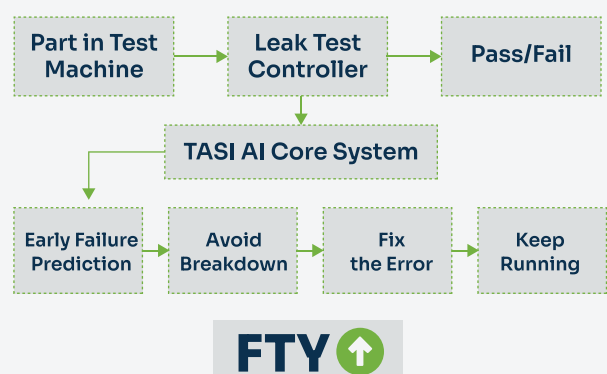 Part in Test
Machine
Leak Test
Controller
Pass/Fail
TASI AI Core System
Early Failure
Prediction
Avoid
Breakdown
Fix
the Error
Keep
Running
FTY